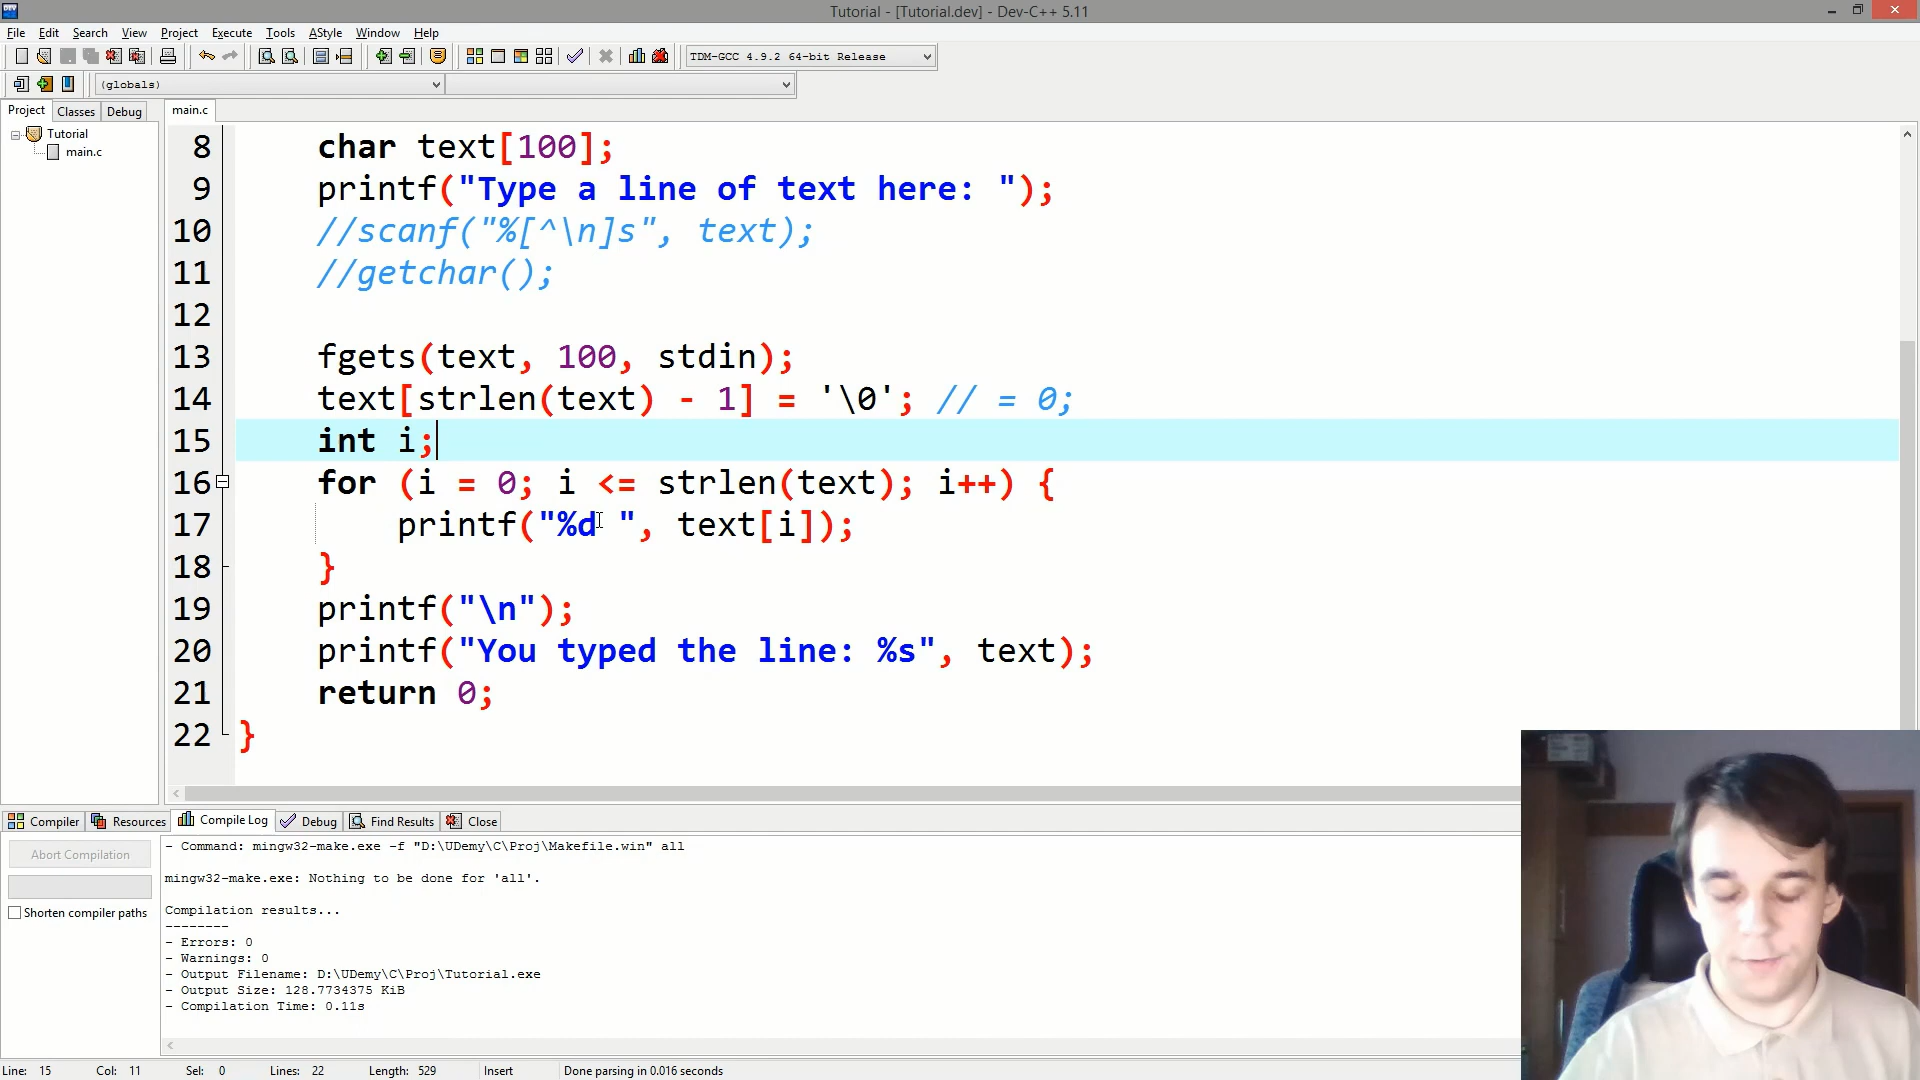 Tutorial - [Tutorial.dev] - Dev-C++ 5.11
File Edit Search View Project Execute Tools AStyle Window Help
TDM-GCC 4.9.2 64-bit Release
(globals)
Project Classes Debug
main.c
Tutorial
main.c
8 char text[100];
9 printf("Type a line of text here: ");
10 //scanf("%[^\n]s", text);
11 //getchar();
12
13 fgets(text, 100, stdin);
14 text[strlen(text) - 1] = '\0'; // = 0;
15 int i;
16 for (i = 0; i <= strlen(text); i++) {
17 printf("%d ", text[i]);
18 }
19 printf("\n");
20 printf("You typed the line: %s", text);
21 return 0;
22 }
Compiler Resources Compile Log Debug Find Results Close
Abort Compilation
Shorten compiler paths
- Command: mingw32-make.exe -f "D:\UDemy\C\Proj\Makefile.win" all
mingw32-make.exe: Nothing to be done for 'all'.
Compilation results...
--------
- Errors: 0
- Warnings: 0
- Output Filename: D:\UDemy\C\Proj\Tutorial.exe
- Output Size: 128.7734375 KiB
- Compilation Time: 0.11s
Line: 15 Col: 11 Sel: 0 Lines: 22 Length: 529 Insert Done parsing in 0.016 seconds